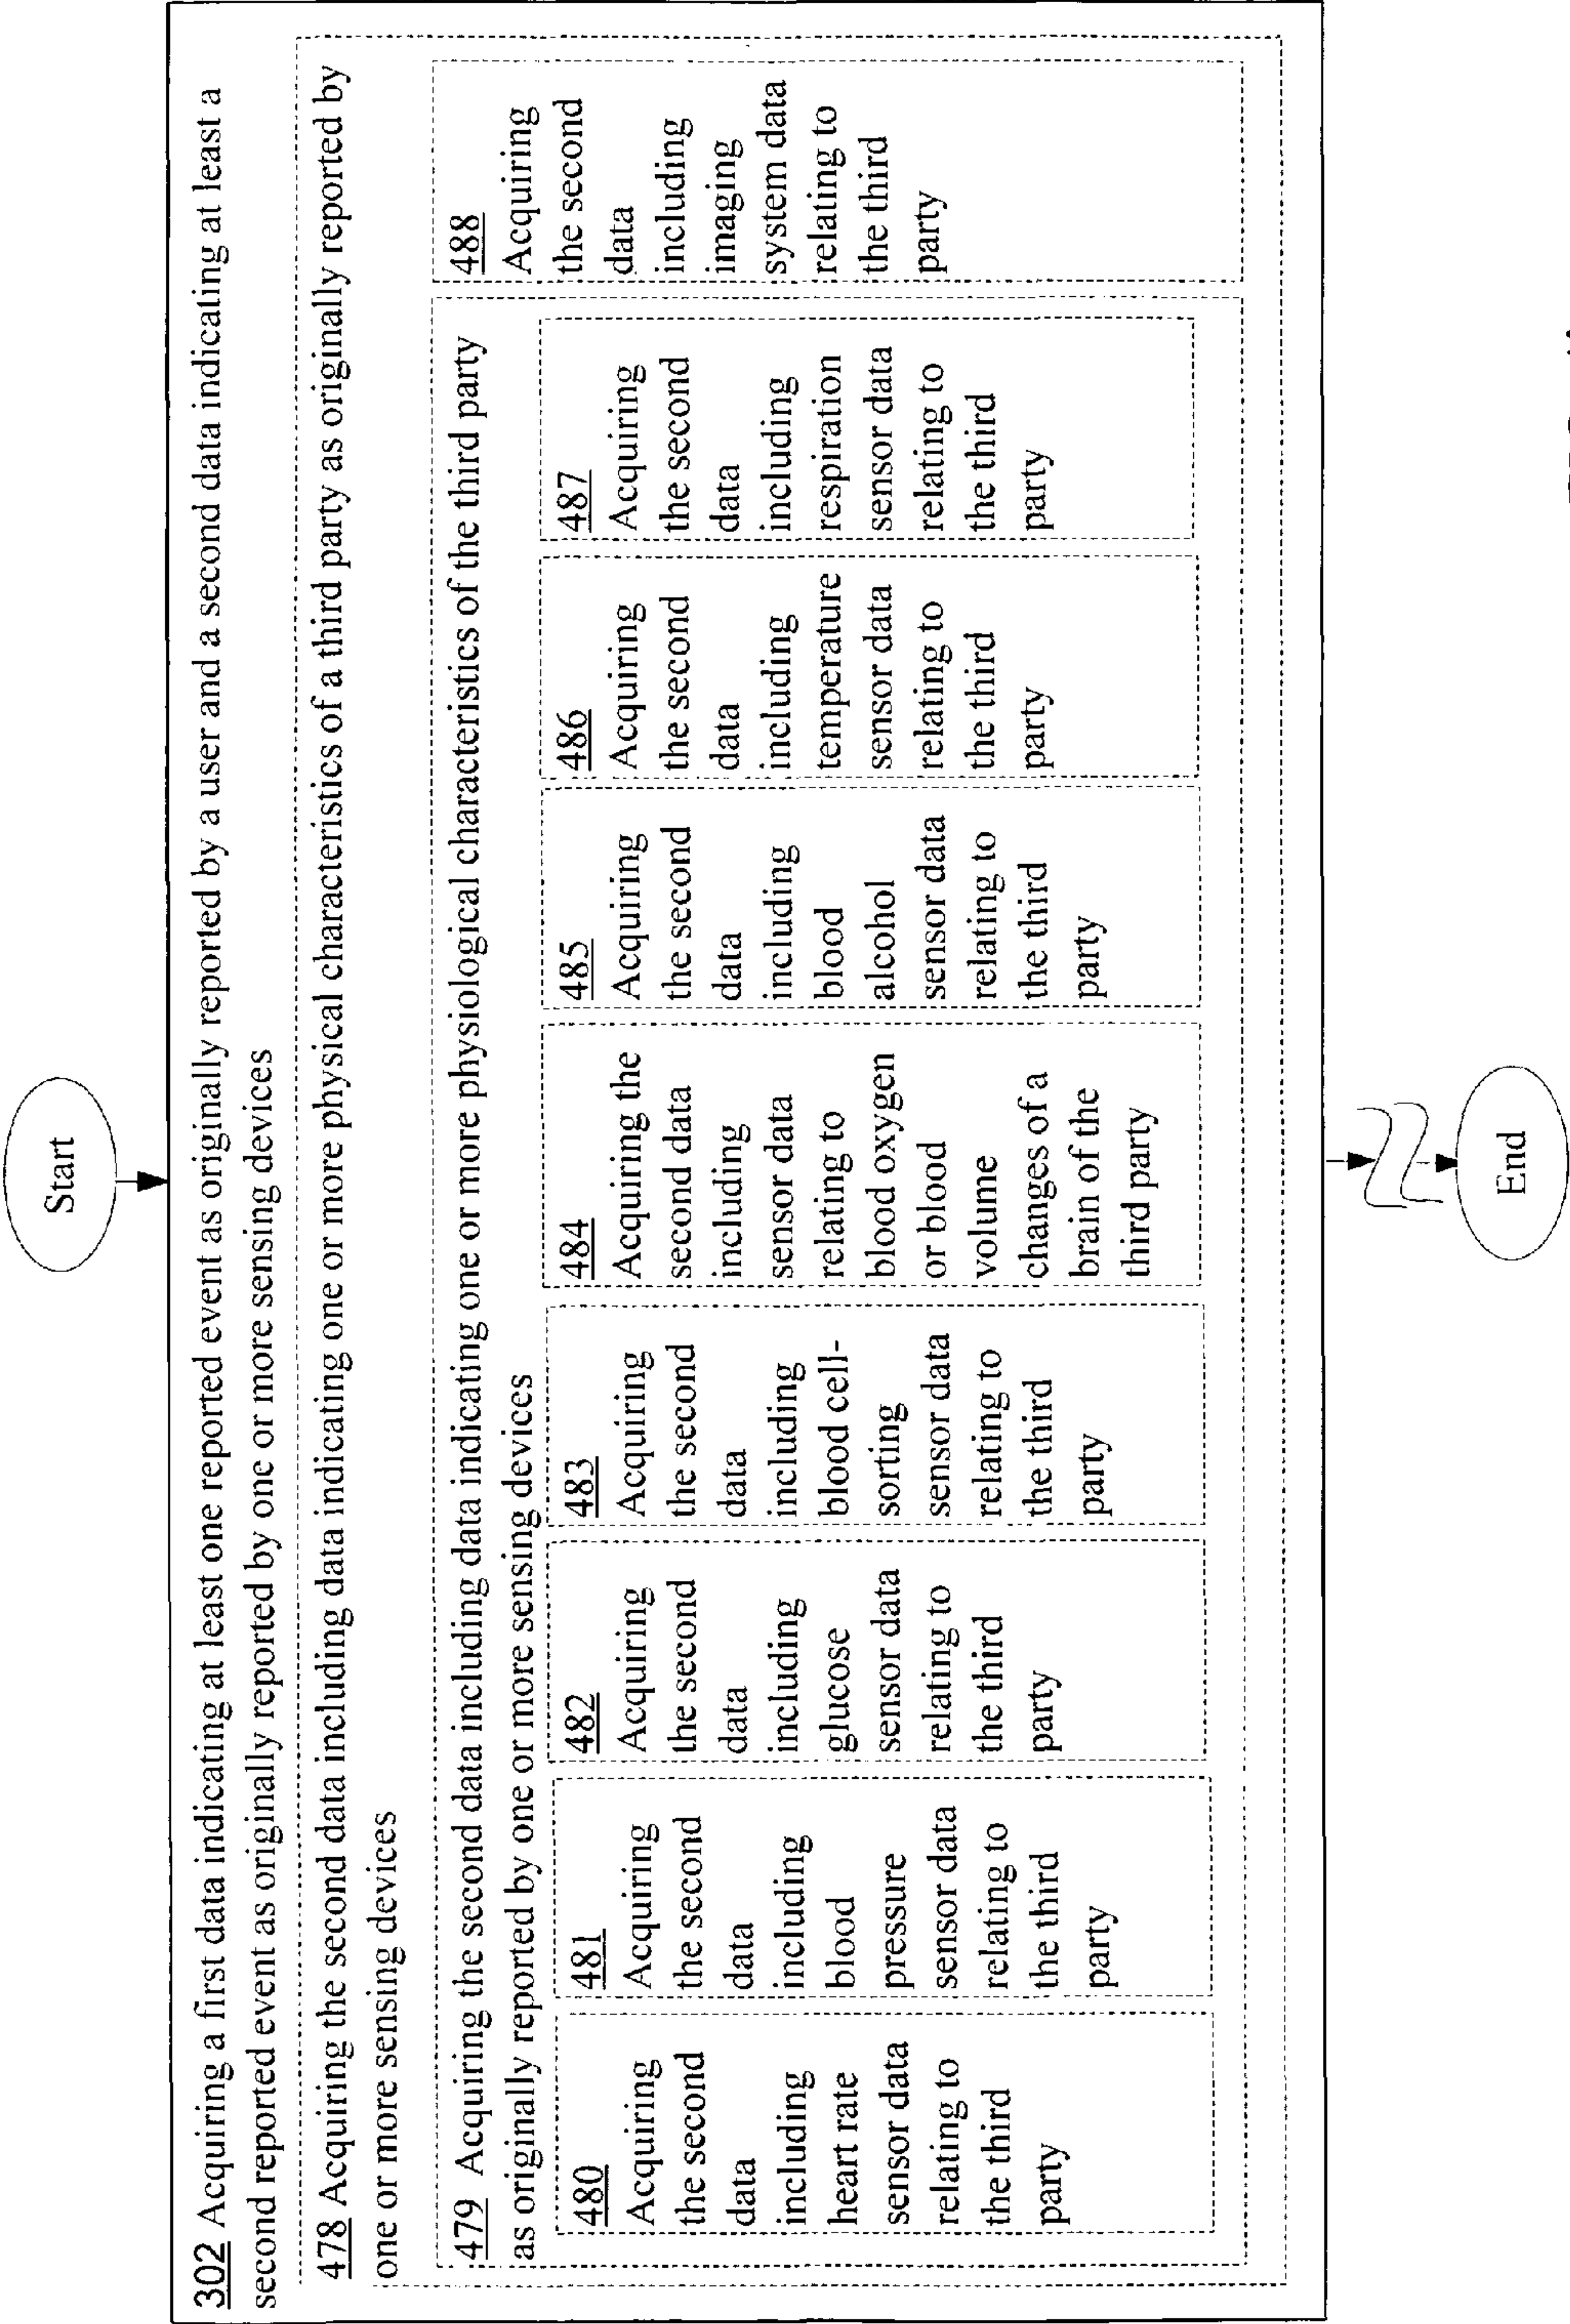 Start
302 Acquiring a first data indicating at least one reported event as originally reported by a user and a second data indicating at least a
second reported event as originally reported by one or more sensing devices
478 Acquiring the second data including data indicating one or more physical characteristics of a third party as originally reported by
one or more sensing devices
479 Acquiring the second data including data indicating one or more physiological characteristics of the third party
as originally reported by one or more sensing devices
480
Acquiring
the second
data
including
heart rate
sensor data
relating to
the third
party
481
Acquiring
the second
data
including
blood
pressure
sensor data
relating to
the third
party
482
Acquiring
the second
data
including
glucose
sensor data
relating to
the third
party
483
Acquiring
the second
data
including
blood cell-
sorting
sensor data
relating to
the third
party
484
Acquiring the
second data
including
sensor data
relating to
blood oxygen
or blood
volume
changes of a
brain of the
third party
485
Acquiring
the second
data
including
blood
alcohol
sensor data
relating to
the third
party
486
Acquiring
the second
data
including
temperature
sensor data
relating to
the third
party
487
Acquiring
the second
data
including
respiration
sensor data
relating to
the third
party
488
Acquiring
the second
data
including
imaging
system data
relating to
the third
party
End